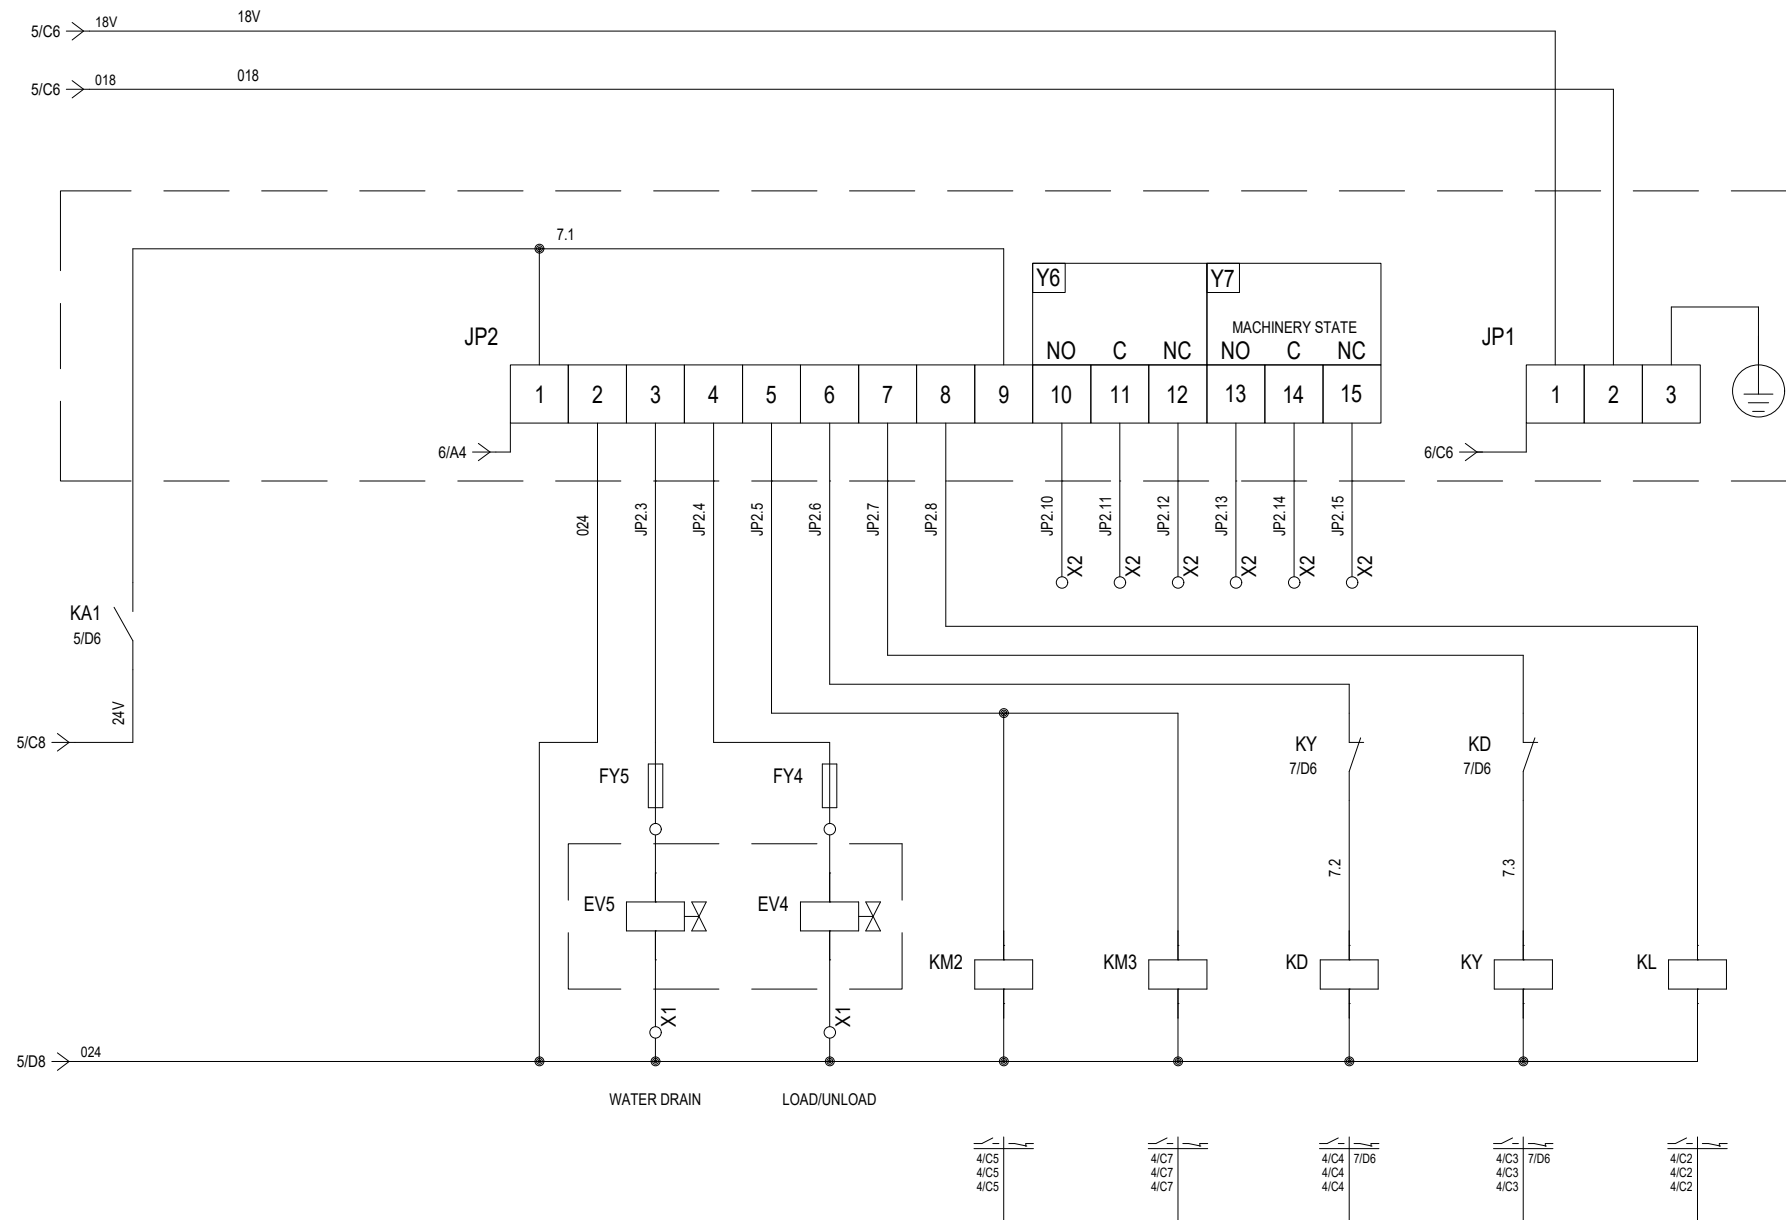 5/C6 18V 18V
5/C6 018 018
7.1
Y6 Y7
MACHINERY STATE
JP2 NO C NC NO C NC JP1
1 2 3 4 5 6 7 8 9 10 11 12 13 14 15 1 2 3
6/A4 6/C6
024 JP2.3 JP2.4 JP2.5 JP2.6 JP2.7 JP2.8 JP2.10 JP2.11 JP2.12 JP2.13 JP2.14 JP2.15
X2 X2 X2 X2 X2 X2
KA1
5/D6
24V
5/C8
KY KD
7/D6 7/D6
FY5 FY4
7.2 7.3
EV5 EV4
KM2 KM3 KD KY KL
X1 X1
5/D8 024
WATER DRAIN LOAD/UNLOAD
4/C5 4/C7 4/C4 7/D6 4/C3 7/D6 4/C2
4/C5 4/C7 4/C4 4/C3 4/C2
4/C5 4/C7 4/C4 4/C3 4/C2